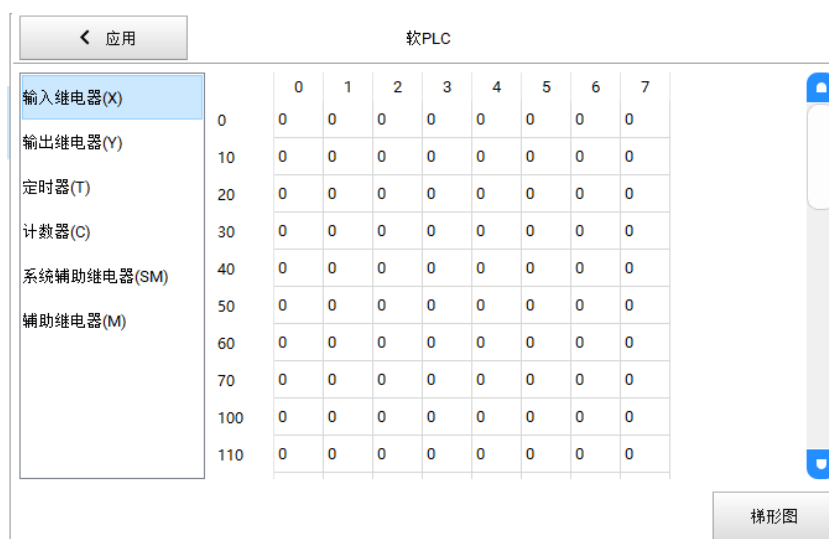 应用
软PLC
输入继电器(X)
输出继电器(Y)
定时器(T)
计数器(C)
系统辅助继电器(SM)
辅助继电器(M)
0 1 2 3 4 5 6 7
0 0 0 0 0 0 0 0 0
10 0 0 0 0 0 0 0 0
20 0 0 0 0 0 0 0 0
30 0 0 0 0 0 0 0 0
40 0 0 0 0 0 0 0 0
50 0 0 0 0 0 0 0 0
60 0 0 0 0 0 0 0 0
70 0 0 0 0 0 0 0 0
100 0 0 0 0 0 0 0 0
110 0 0 0 0 0 0 0 0
梯形图